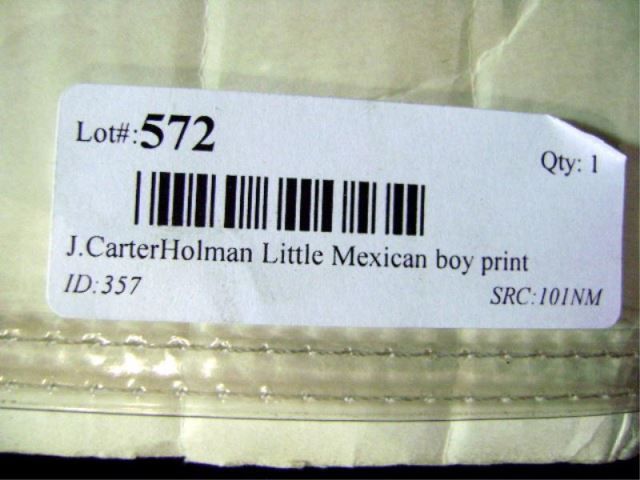 Lot#:572
Qty: 1
J.CarterHolman Little Mexican boy print
ID:357
SRC:101NM